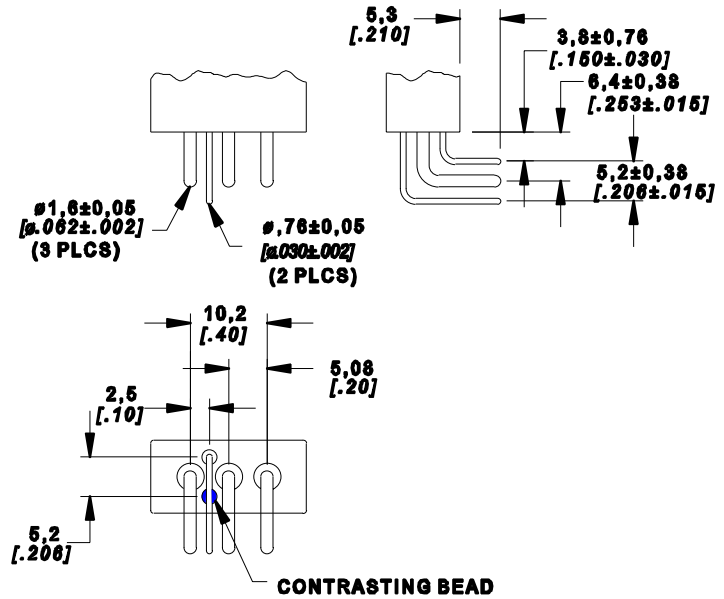 5,3
[.210]
3,8±0,76
[.150±.030]
6,4±0,38
[.253±.015]
5,2±0,38
[.206±.015]
ø1,6±0,05
[ø.062±.002]
(3 PLCS)
ø,76±0,05
[ø.030±.002]
(2 PLCS)
10,2
[.40]
5,08
[.20]
2,5
[.10]
5,2
[.206]
CONTRASTING BEAD